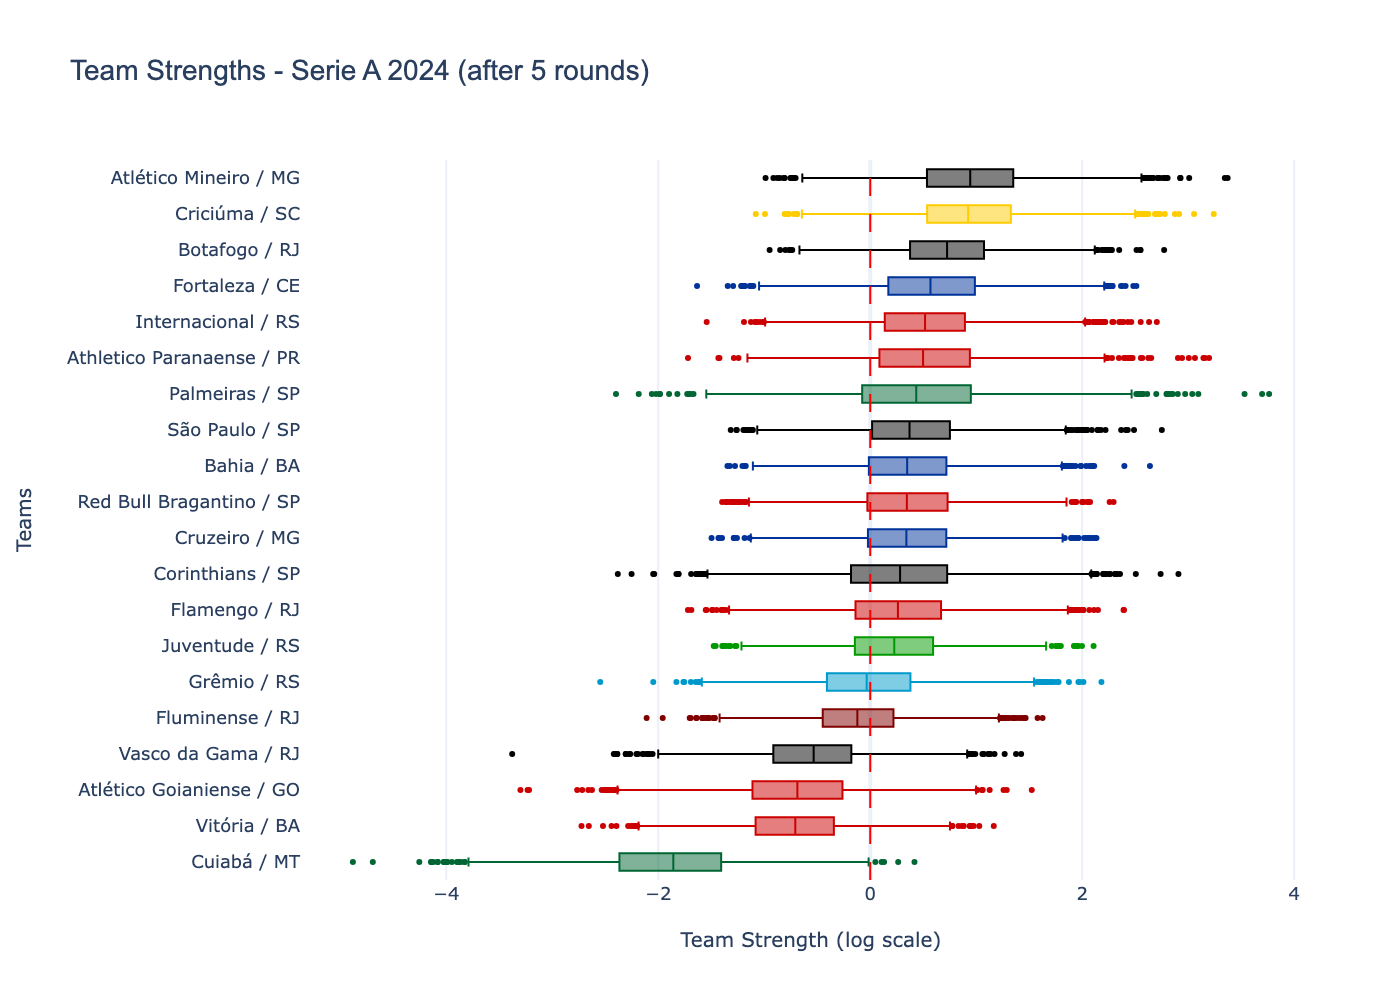 Team Strengths - Serie A 2024 (after 5 rounds)
Atlético Mineiro / MG
Criciúma / SC
Botafogo / RJ
Fortaleza / CE
Internacional / RS
Athletico Paranaense / PR
Palmeiras / SP
São Paulo / SP
Bahia / BA
Red Bull Bragantino / SP
Cruzeiro / MG
Corinthians / SP
Flamengo / RJ
Juventude / RS
Grêmio / RS
Fluminense / RJ
Vasco da Gama / RJ
Atlético Goianiense / GO
Vitória / BA
Cuiabá / MT
Teams
−4 −2 0 2 4
Team Strength (log scale)